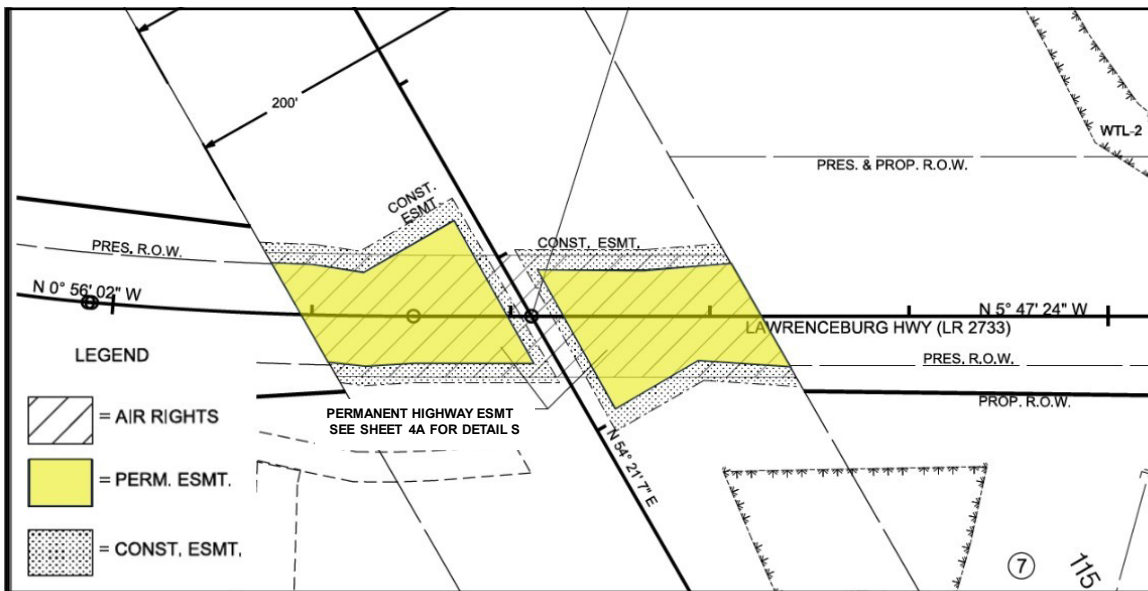 200'
WTL-2
PRES. & PROP. R.O.W.
CONST.
ESMT.
CONST. ESMT.
PRES. R.O.W.
N 0° 56' 02" W
N 5° 47' 24" W
LAWRENCEBURG HWY (LR 2733)
PRES. R.O.W.
PROP. R.O.W.
LEGEND
= AIR RIGHTS
= PERM. ESMT.
= CONST. ESMT.
PERMANENT HIGHWAY ESMT
SEE SHEET 4A FOR DETAILS
N 54° 21' 7" E
7
115